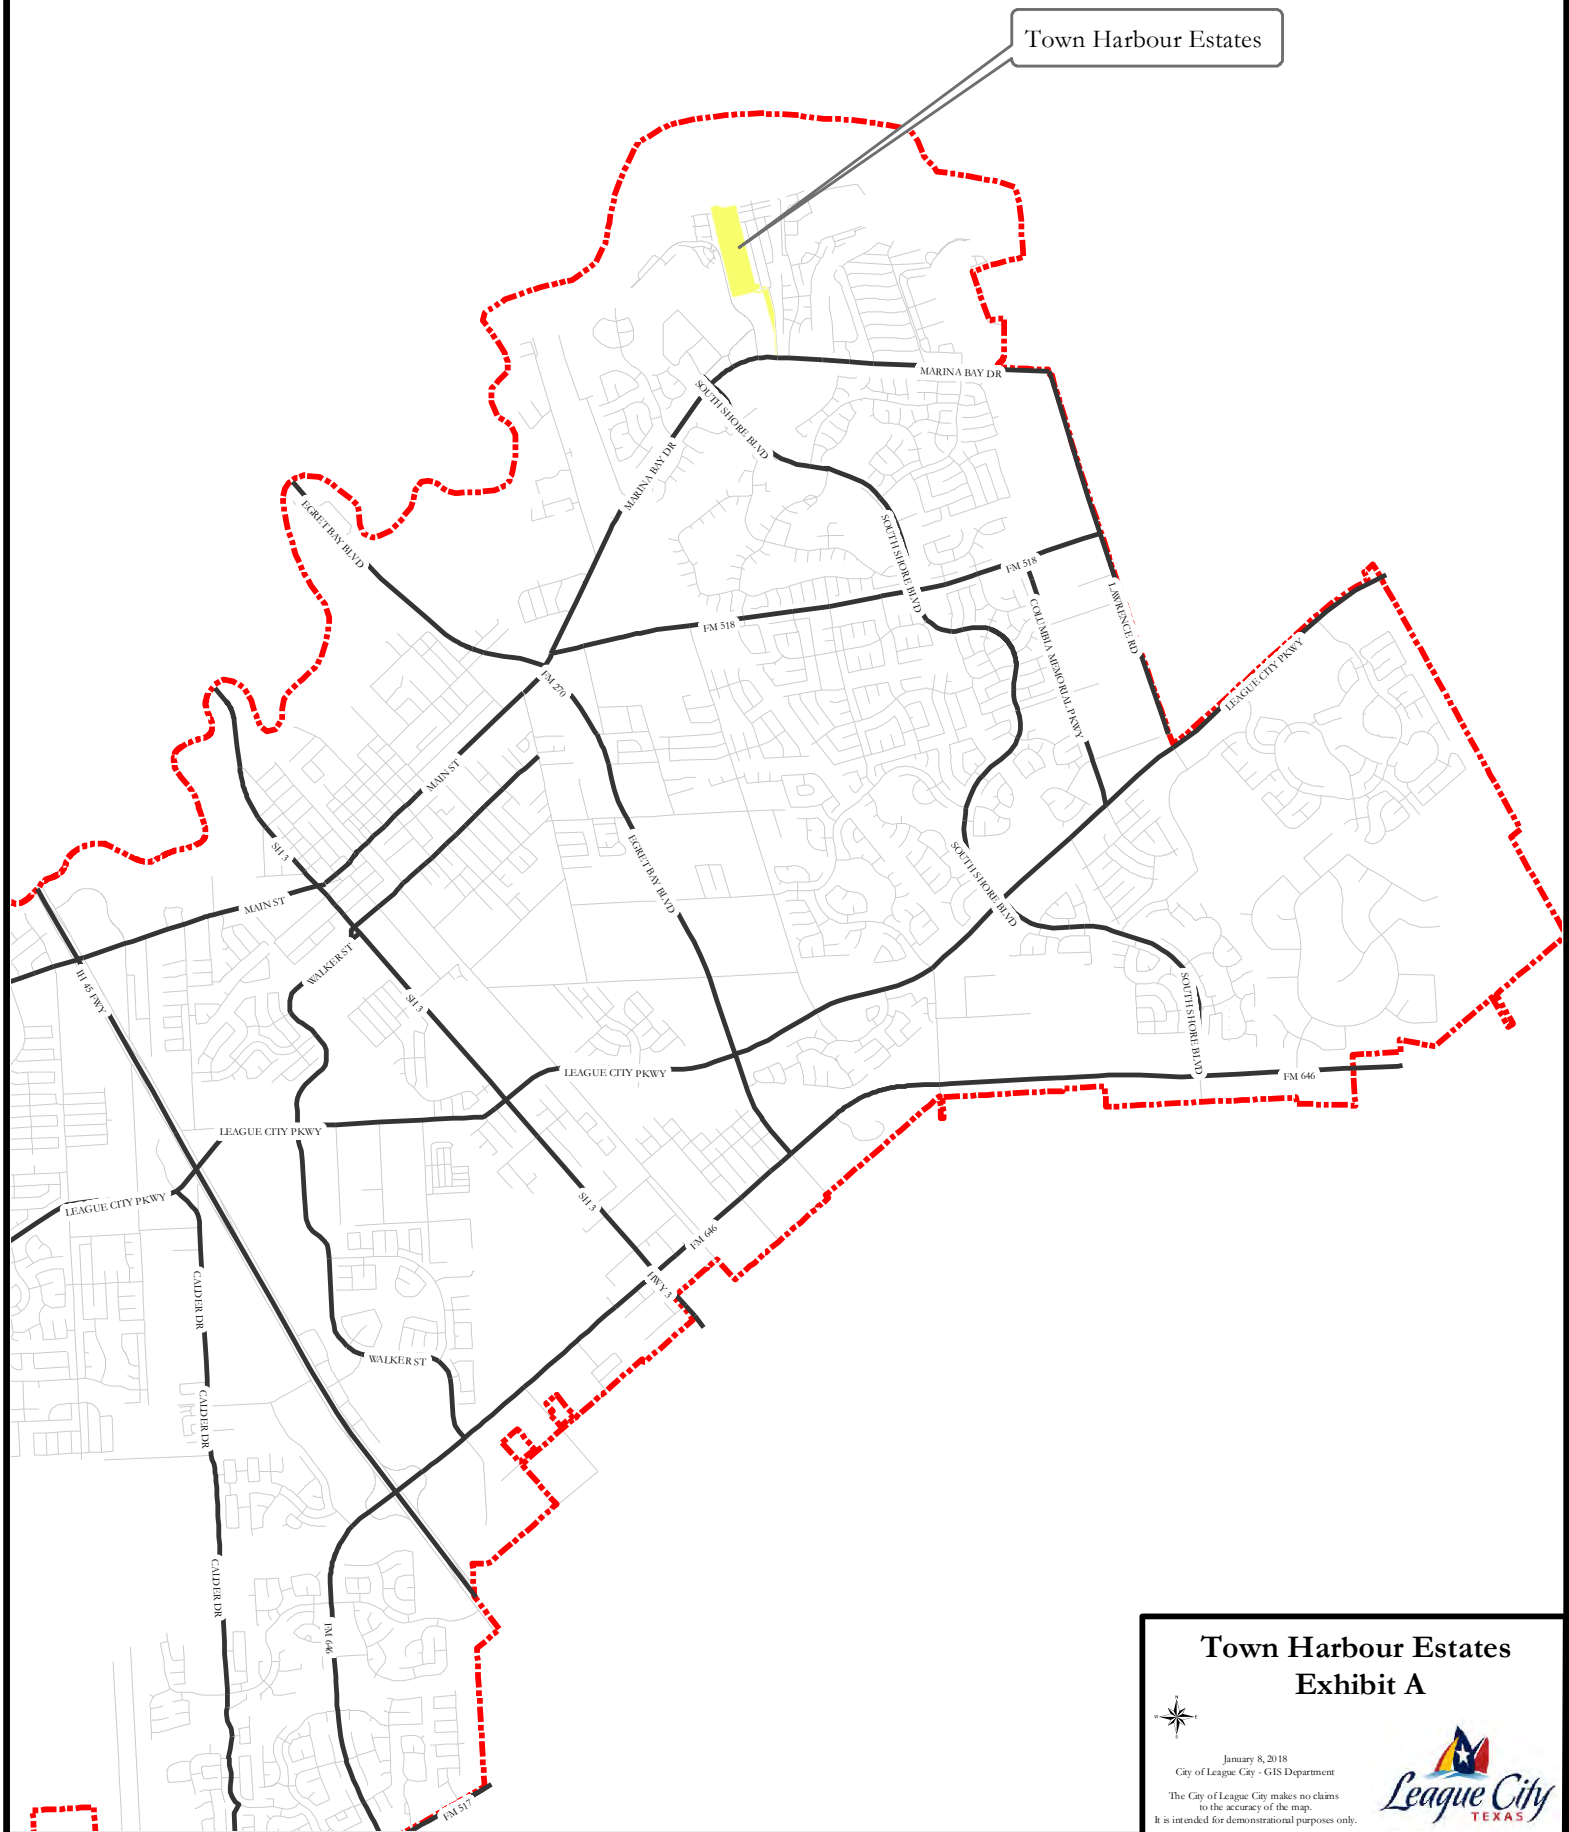 Town Harbour Estates
MARINA BAY DR
SOUTH SHORE BLVD
MARINA BAY DR
EGRET BAY BLVD
SOUTH SHORE BLVD
FM 518
FM 518
COLUMBIA MEMORIAL PKWY
LAWRENCE RD
LEAGUE CITY PKWY
FM 270
MAIN ST
SH 3
EGRET BAY BLVD
SOUTH SHORE BLVD
MAIN ST
WALKER ST
IH 45 FWY
SH 3
SOUTH SHORE BLVD
LEAGUE CITY PKWY
FM 646
LEAGUE CITY PKWY
LEAGUE CITY PKWY
SH 3
FM 646
HWY 3
CALDER DR
WALKER ST
CALDER DR
CALDER DR
FM 646
FM 517
Town Harbour Estates
Exhibit A
N
W
E
S
January 8, 2018
City of League City - GIS Department
The City of League City makes no claims
to the accuracy of the map.
It is intended for demonstrational purposes only.
League City
TEXAS